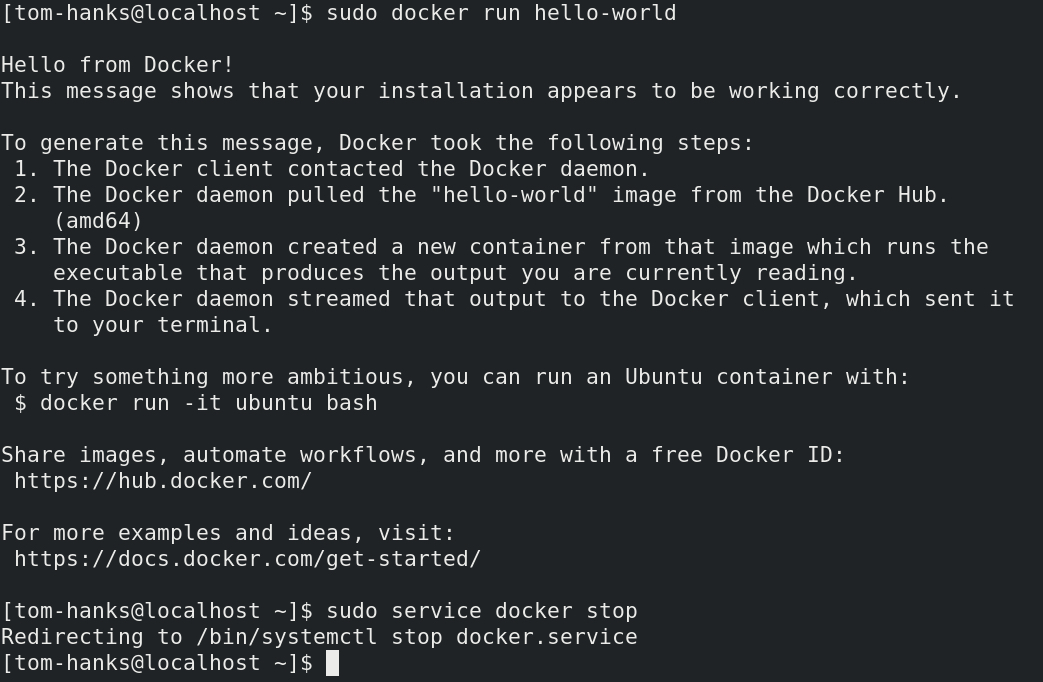 [tom-hanks@localhost ~]$ sudo docker run hello-world

Hello from Docker!
This message shows that your installation appears to be working correctly.

To generate this message, Docker took the following steps:
 1. The Docker client contacted the Docker daemon.
 2. The Docker daemon pulled the "hello-world" image from the Docker Hub.
    (amd64)
 3. The Docker daemon created a new container from that image which runs the
    executable that produces the output you are currently reading.
 4. The Docker daemon streamed that output to the Docker client, which sent it
    to your terminal.

To try something more ambitious, you can run an Ubuntu container with:
 $ docker run -it ubuntu bash

Share images, automate workflows, and more with a free Docker ID:
 https://hub.docker.com/

For more examples and ideas, visit:
 https://docs.docker.com/get-started/

[tom-hanks@localhost ~]$ sudo service docker stop
Redirecting to /bin/systemctl stop docker.service
[tom-hanks@localhost ~]$